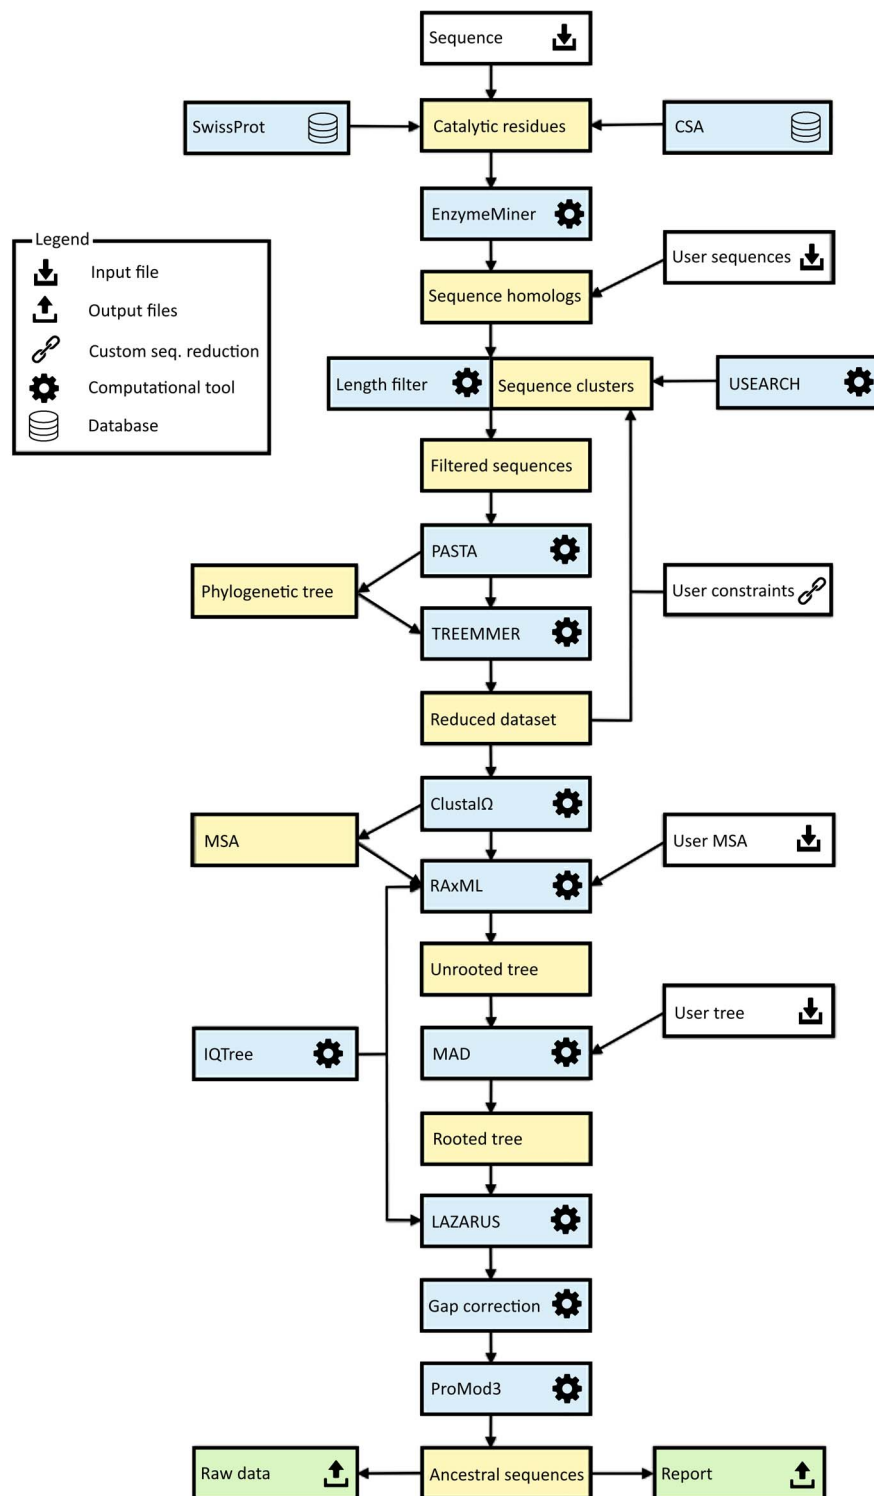 Sequence
SwissProt
Catalytic residues
CSA
EnzymeMiner
Legend
Input file
Output files
Custom seq. reduction
Computational tool
Database
User sequences
Sequence homologs
Length filter
Sequence clusters
USEARCH
Filtered sequences
PASTA
Phylogenetic tree
User constraints
TREEMMER
Reduced dataset
ClustalΩ
MSA
User MSA
RAxML
Unrooted tree
User tree
IQTree
MAD
Rooted tree
LAZARUS
Gap correction
ProMod3
Raw data
Ancestral sequences
Report